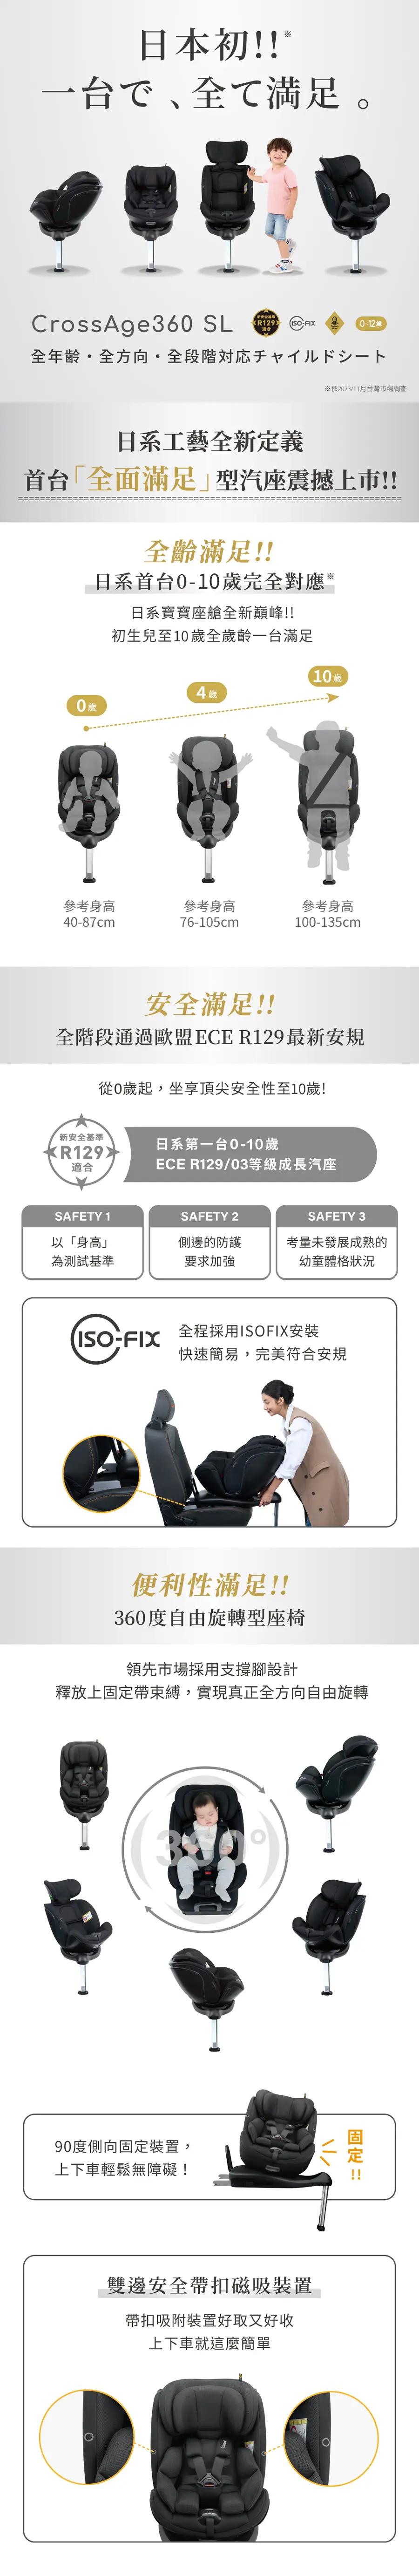 日本初!!※
一台で、全て満足。
CrossAge360 SL
新安全基準
R129
適合
ISO-FIX
0-12歳
全年齢・全方向・全段階対応チャイルドシート
※依2023/11月台灣市場調查
日系工藝全新定義
首台「全面滿足」型汽座震撼上市!!
全齡滿足!!
日系首台0-10歲完全對應※
日系寶寶座艙全新巔峰!!
初生兒至10歲全歲齡一台滿足
0歲
4歲
10歲
參考身高
40-87cm
參考身高
76-105cm
參考身高
100-135cm
安全滿足!!
全階段通過歐盟ECE R129最新安規
從0歲起，坐享頂尖安全性至10歲!
新安全基準
R129
適合
日系第一台0-10歲
ECE R129/03等級成長汽座
SAFETY 1
以「身高」
為測試基準
SAFETY 2
側邊的防護
要求加強
SAFETY 3
考量未發展成熟的
幼童體格狀況
ISO-FIX
全程採用ISOFIX安裝
快速簡易，完美符合安規
便利性滿足!!
360度自由旋轉型座椅
領先市場採用支撐腳設計
釋放上固定帶束縛，實現真正全方向自由旋轉
360°
90度側向固定裝置，
上下車輕鬆無障礙！
固定!!
雙邊安全帶扣磁吸裝置
帶扣吸附裝置好取又好收
上下車就這麼簡單